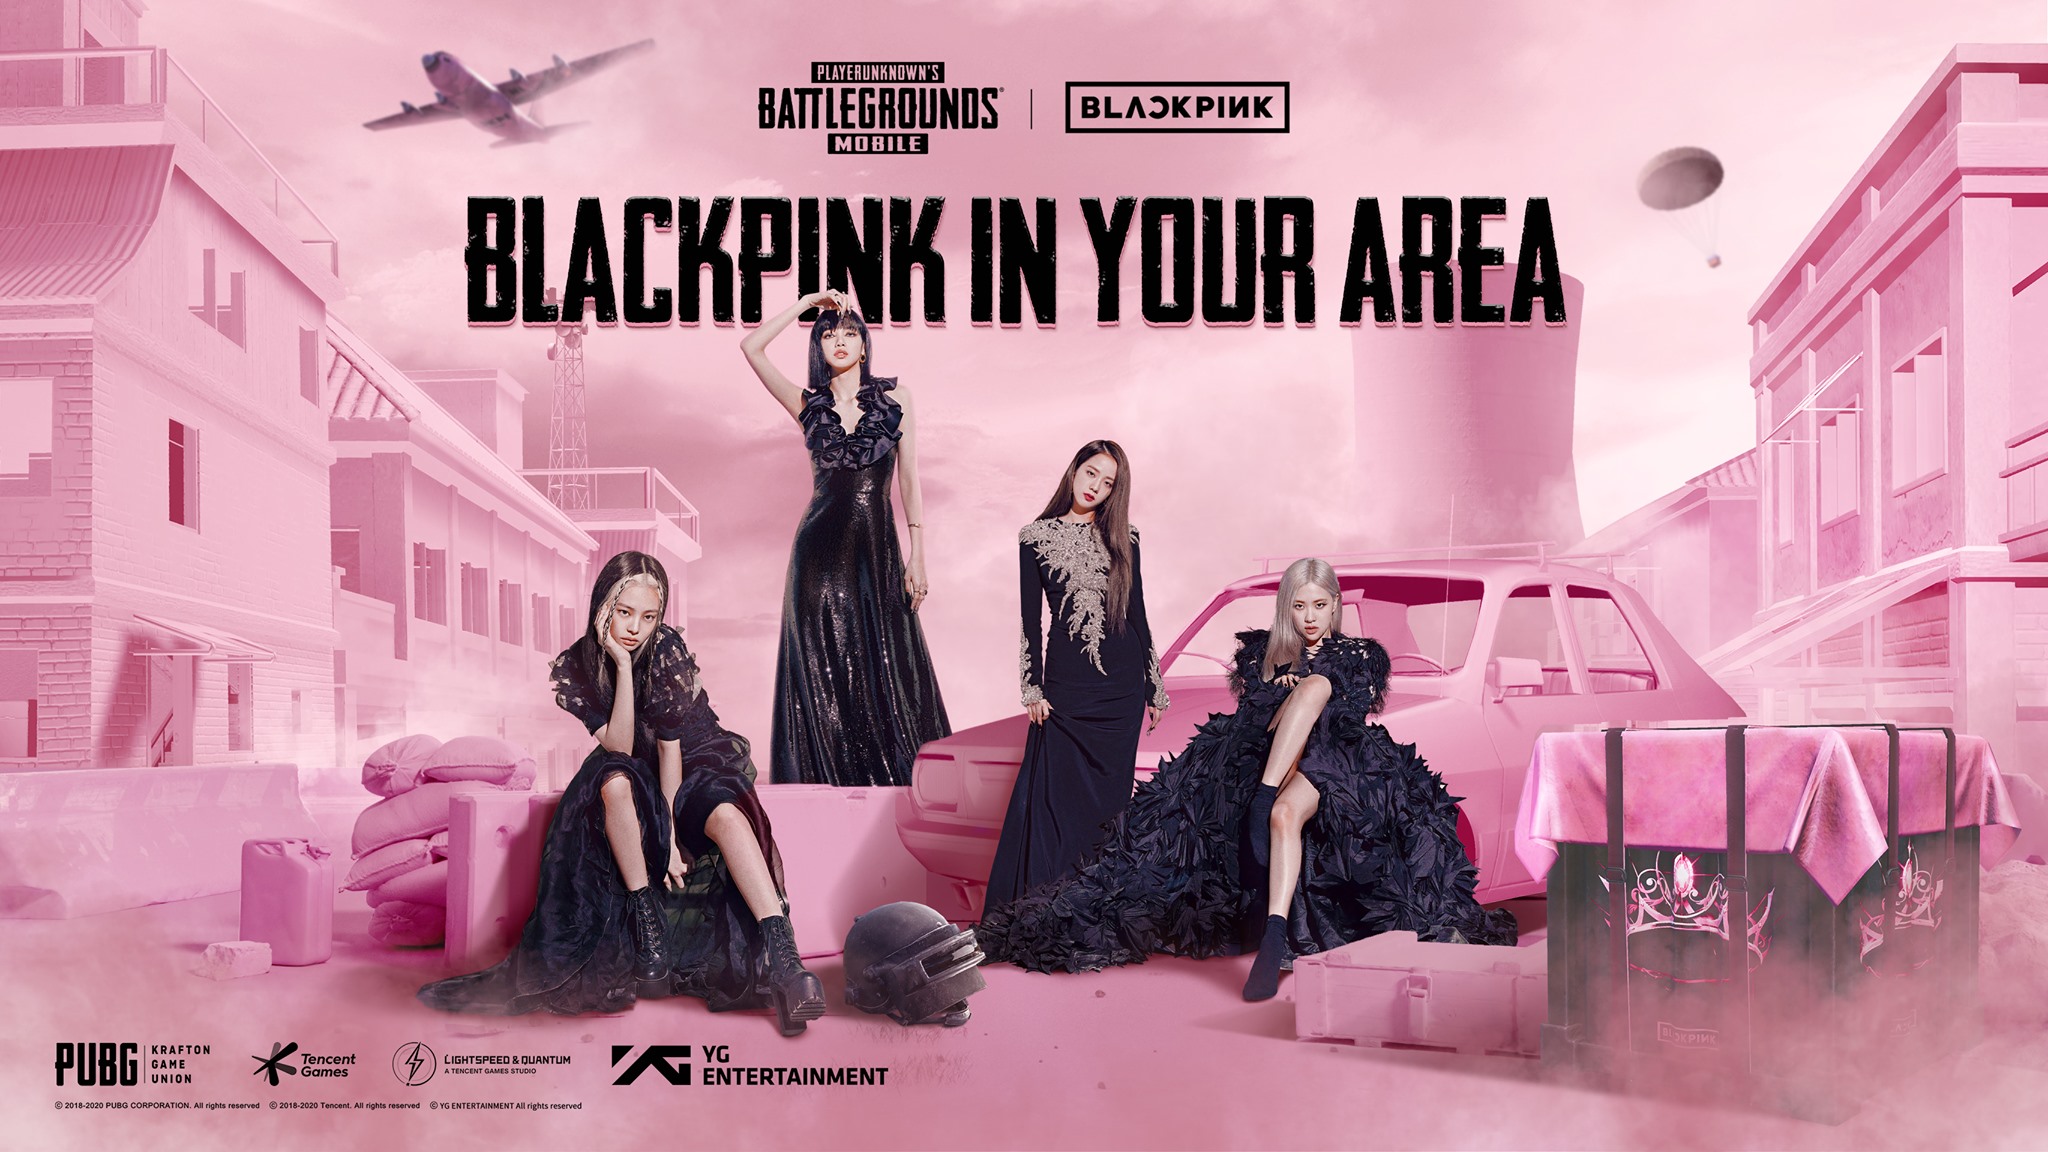 PLAYERUNKNOWN'S
BATTLEGROUNDS®
MOBILE
BLACKPINK
BLACKPINK IN YOUR AREA
BLACKPINK
PUBG
KRAFTON
GAME
UNION
Tencent
Games
LIGHTSPEED & QUANTUM
A TENCENT GAMES STUDIO
YG
YG
ENTERTAINMENT
© 2018-2020 PUBG CORPORATION. All rights reserved
© 2018-2020 Tencent. All rights reserved
© YG ENTERTAINMENT All rights reserved